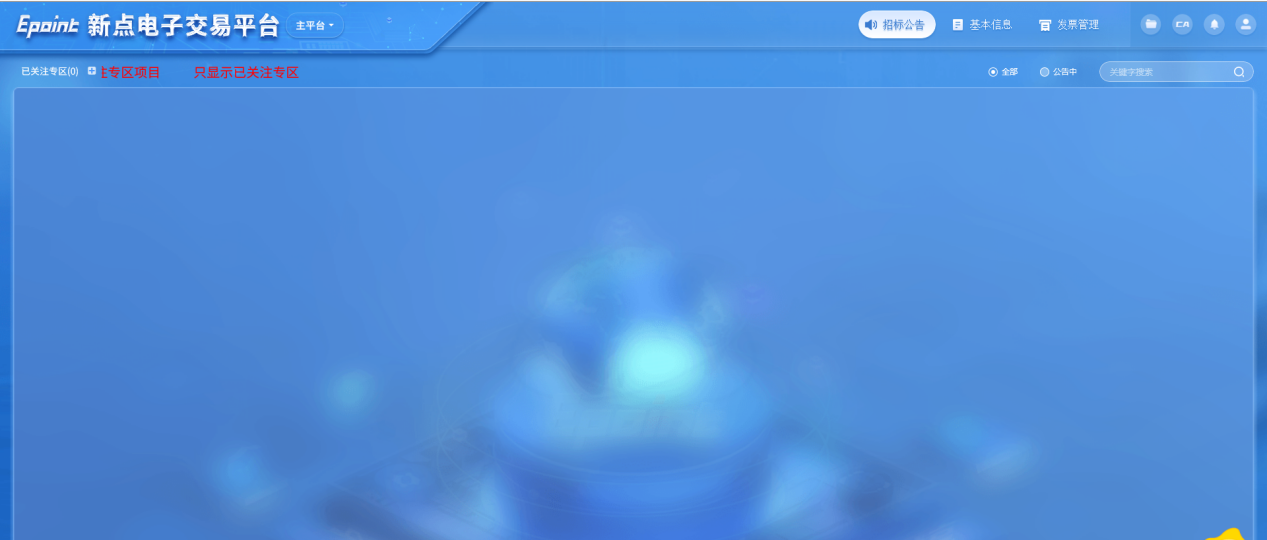 Epoint 新点电子交易平台 主平台 招标公告 基本信息 发票管理 CA
已关注专区(0) 注专区项目 只显示已关注专区 全部 公告中 关键字搜索
epoint